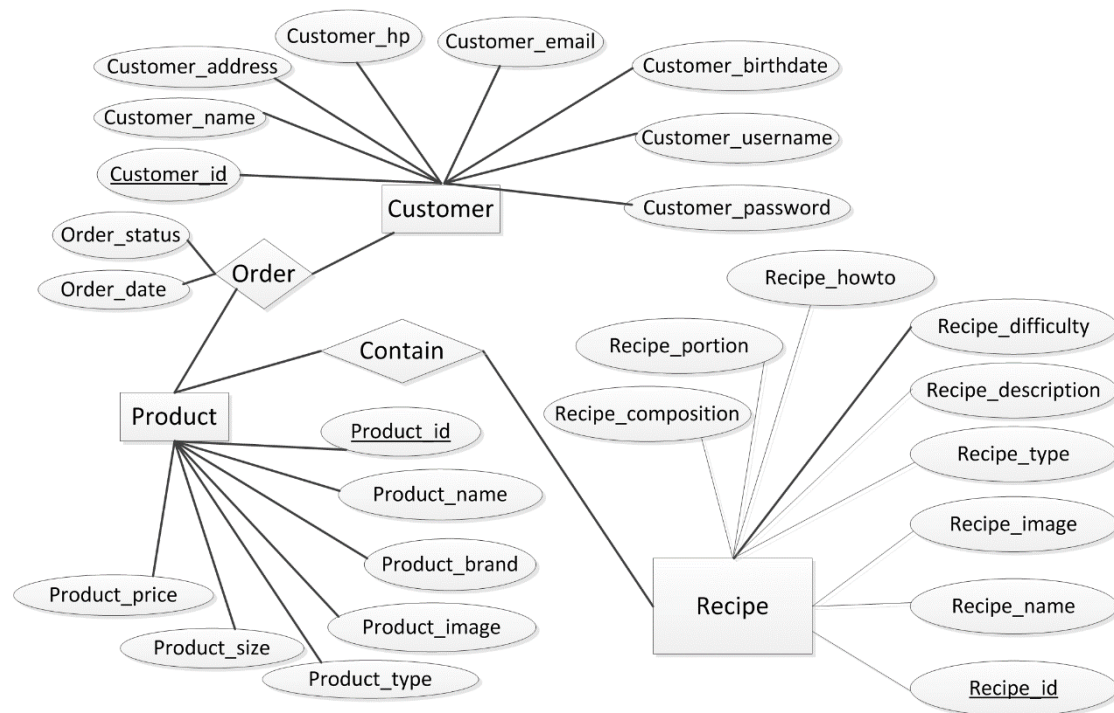 Customer_hp
Customer_email
Customer_address
Customer_birthdate
Customer_name
Customer_username
Customer_id
Customer_password
Customer
Order_status
Order
Order_date
Recipe_howto
Recipe_difficulty
Contain
Recipe_portion
Recipe_description
Recipe_composition
Product
Product_id
Recipe_type
Product_name
Recipe_image
Product_brand
Product_price
Recipe
Recipe_name
Product_image
Product_size
Product_type
Recipe_id